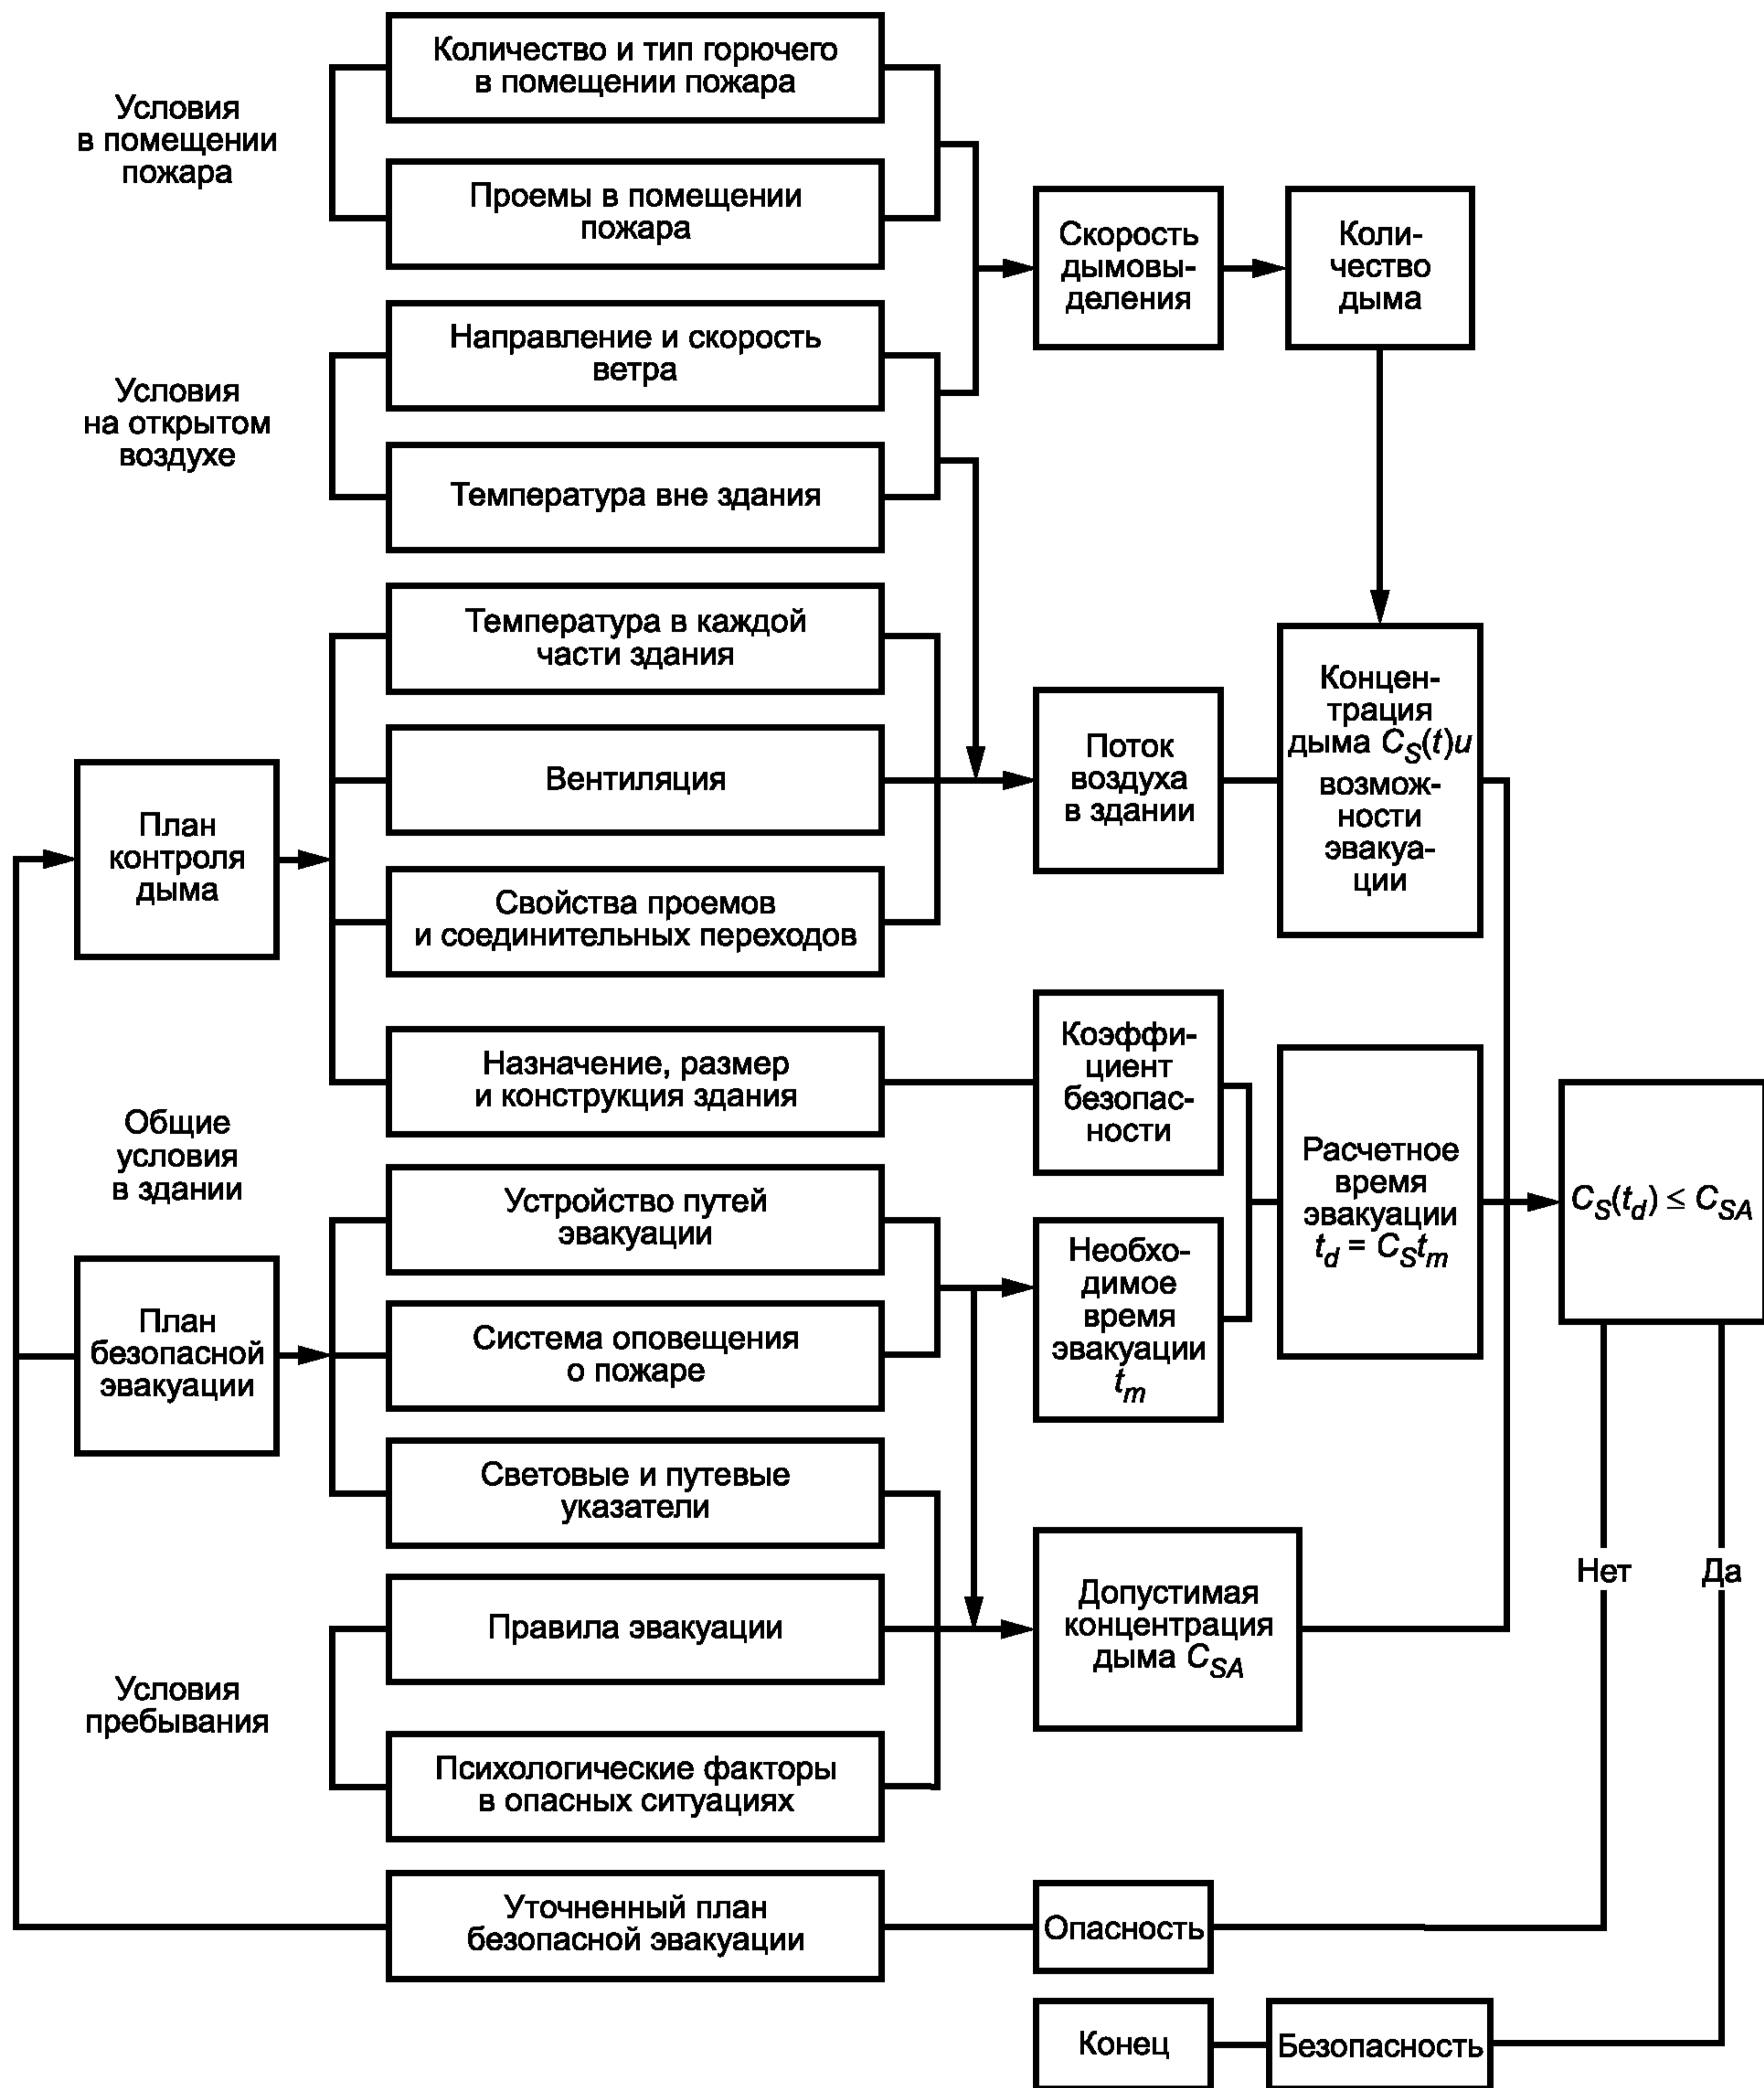 Условия
в помещении
пожара
Количество и тип горючего
в помещении пожара
Проемы в помещении
пожара
Скорость
дымовы-
деления
Коли-
чество
дыма
Условия
на открытом
воздухе
Направление и скорость
ветра
Температура вне здания
Температура в каждой
части здания
Вентиляция
Свойства проемов
и соединительных переходов
Поток
воздуха
в здании
Концен-
трация
дыма C_S(t)u
возмож-
ности
эвакуа-
ции
План
контроля
дыма
Назначение, размер
и конструкция здания
Коэффи-
циент
безопас-
ности
Общие
условия
в здании
Устройство путей
эвакуации
Необхо-
димое
время
эвакуации
t_m
Расчетное
время
эвакуации
t_d = C_S t_m
C_S(t_d) ≤ C_SA
План
безопасной
эвакуации
Система оповещения
о пожаре
Световые и путевые
указатели
Правила эвакуации
Допустимая
концентрация
дыма C_SA
Нет
Да
Условия
пребывания
Психологические факторы
в опасных ситуациях
Уточненный план
безопасной эвакуации
Опасность
Конец
Безопасность